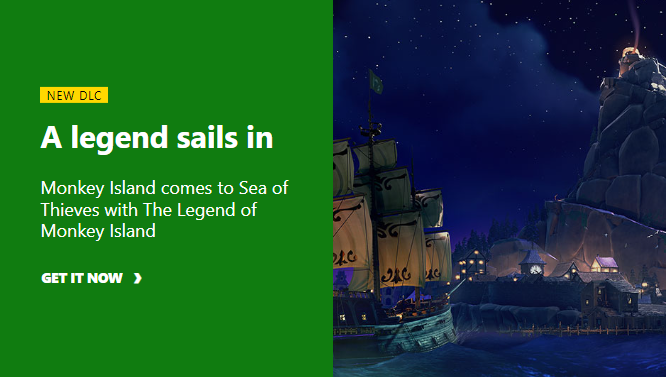 NEW DLC
A legend sails in
Monkey Island comes to Sea of
Thieves with The Legend of
Monkey Island
GET IT NOW ❯